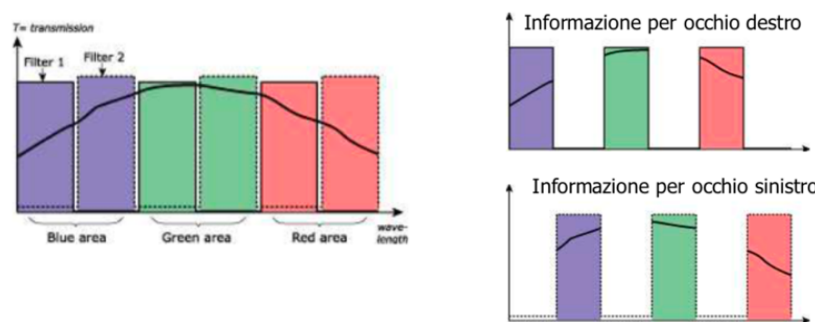 T= transmission
Filter 1
Filter 2
Blue area
Green area
Red area
wave-
length
Informazione per occhio destro
Informazione per occhio sinistro